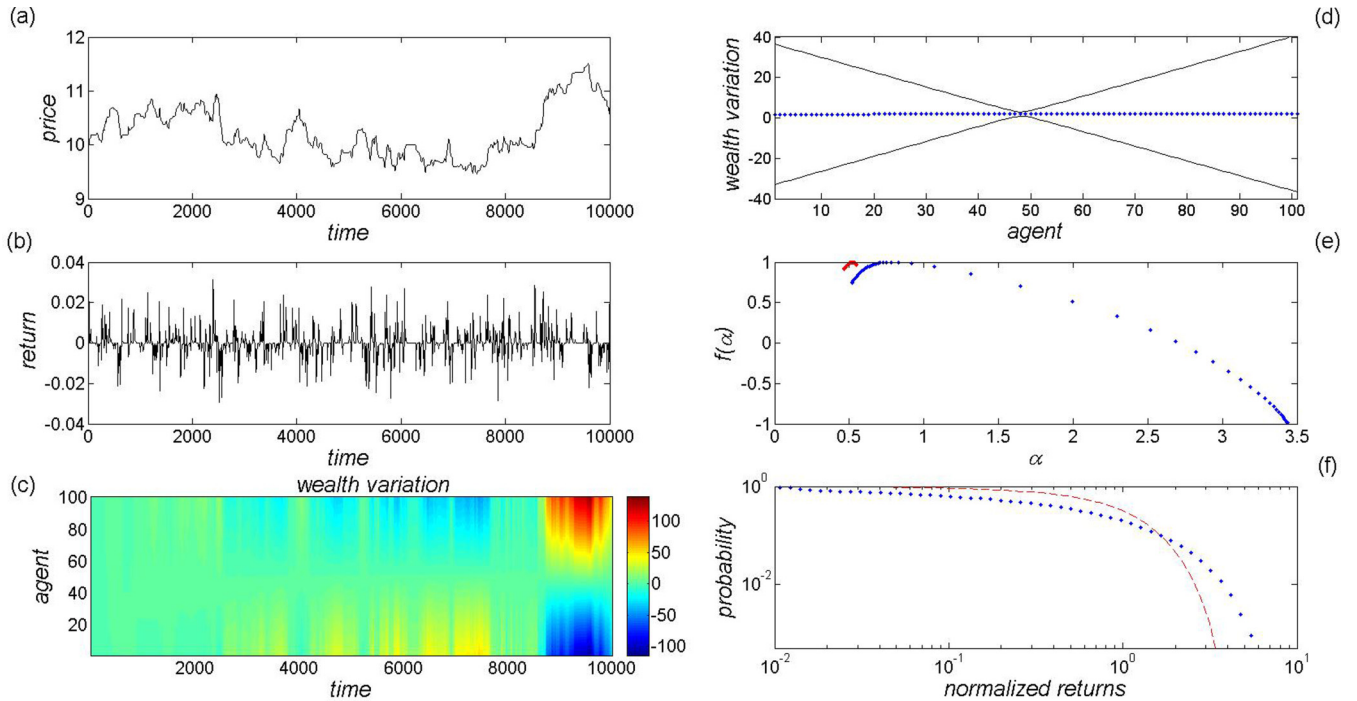 (a)
12
11
10
9
price
0 2000 4000 6000 8000 10000
time
(b)
0.04
0.02
0
-0.02
-0.04
return
0 2000 4000 6000 8000 10000
time
(c)
wealth variation
100
80
60
40
20
agent
100
50
0
-50
-100
2000 4000 6000 8000 10000
time
(d)
40
20
0
-20
-40
wealth variation
10 20 30 40 50 60 70 80 90 100
agent
(e)
1
0.5
0
-0.5
-1
f(α)
0 0.5 1 1.5 2 2.5 3 3.5
α
(f)
10^0
10^-2
probability
10^-2 10^-1 10^0 10^1
normalized returns